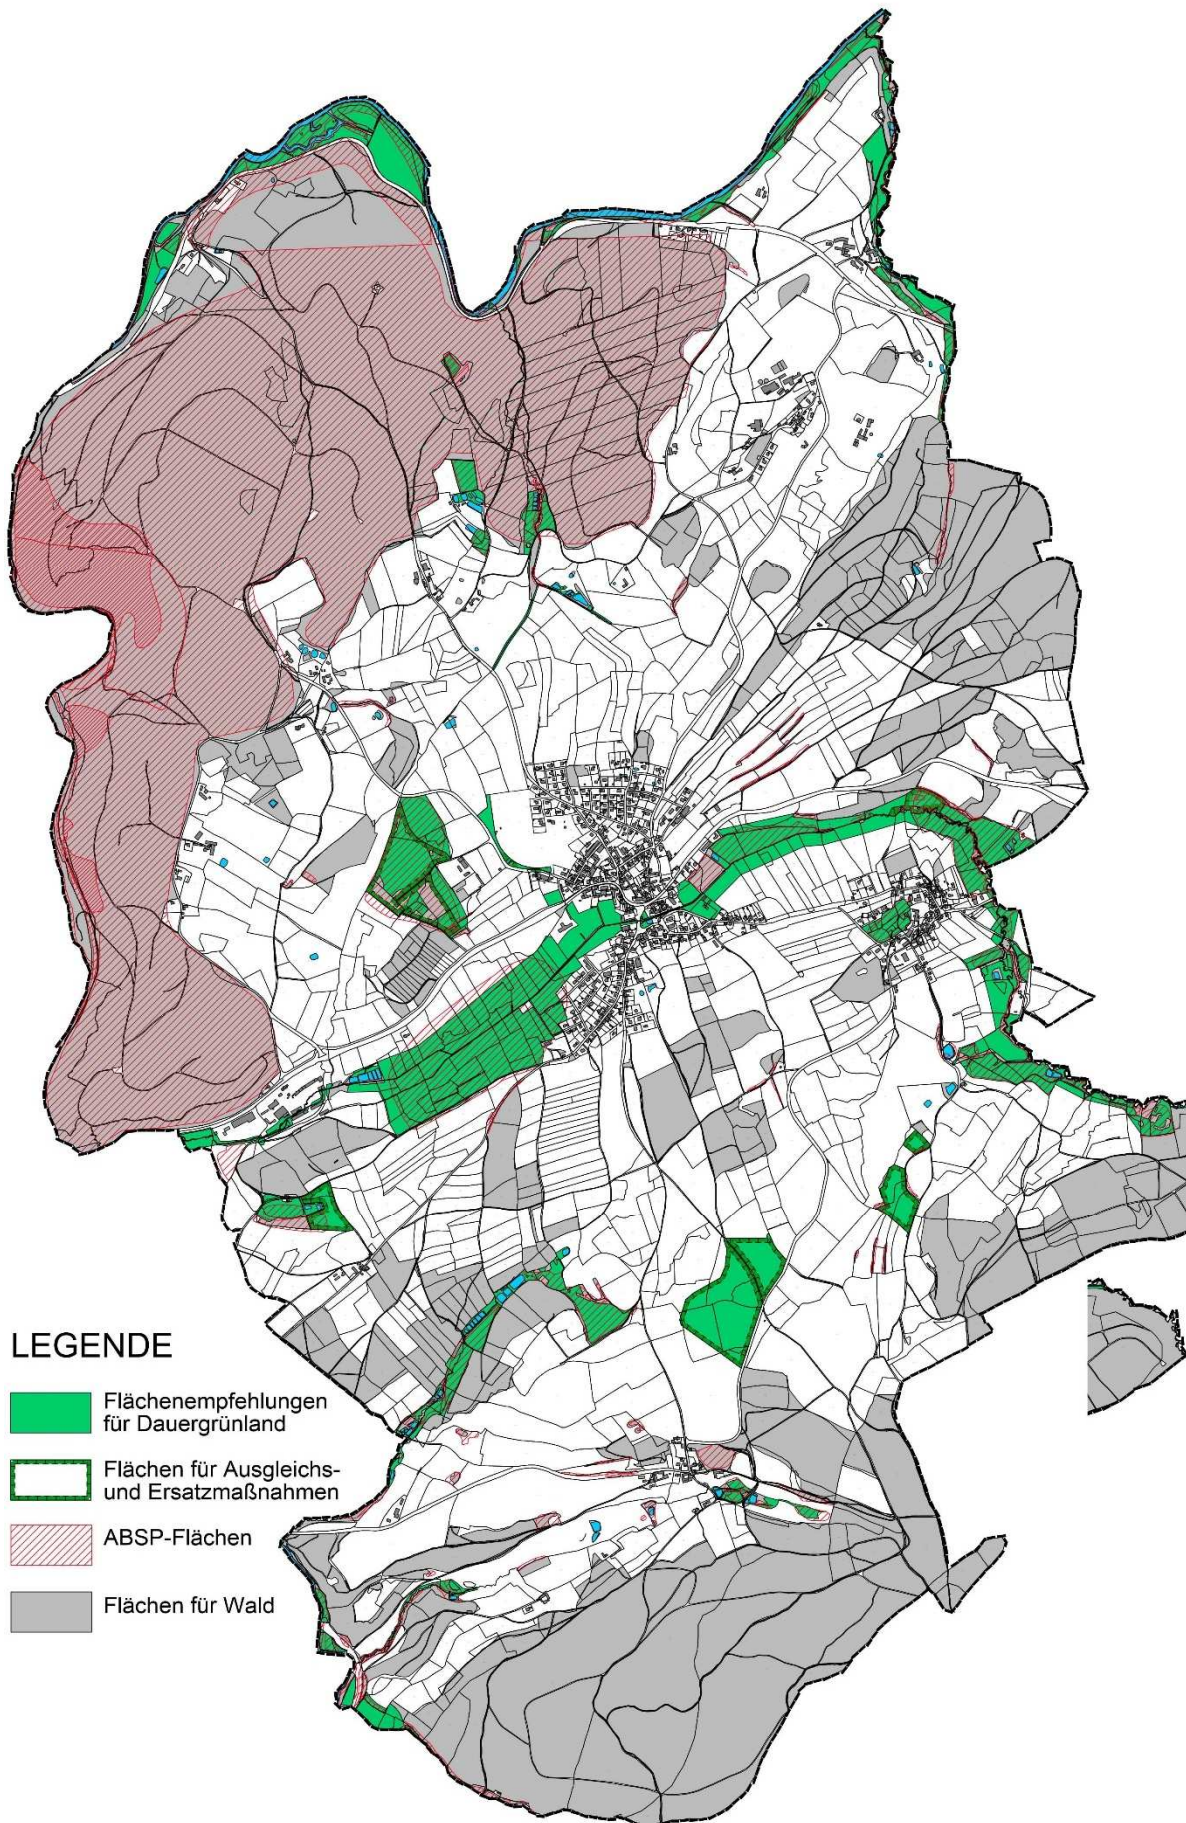 LEGENDE
Flächenempfehlungen
für Dauergrünland
Flächen für Ausgleichs-
und Ersatzmaßnahmen
ABSP-Flächen
Flächen für Wald